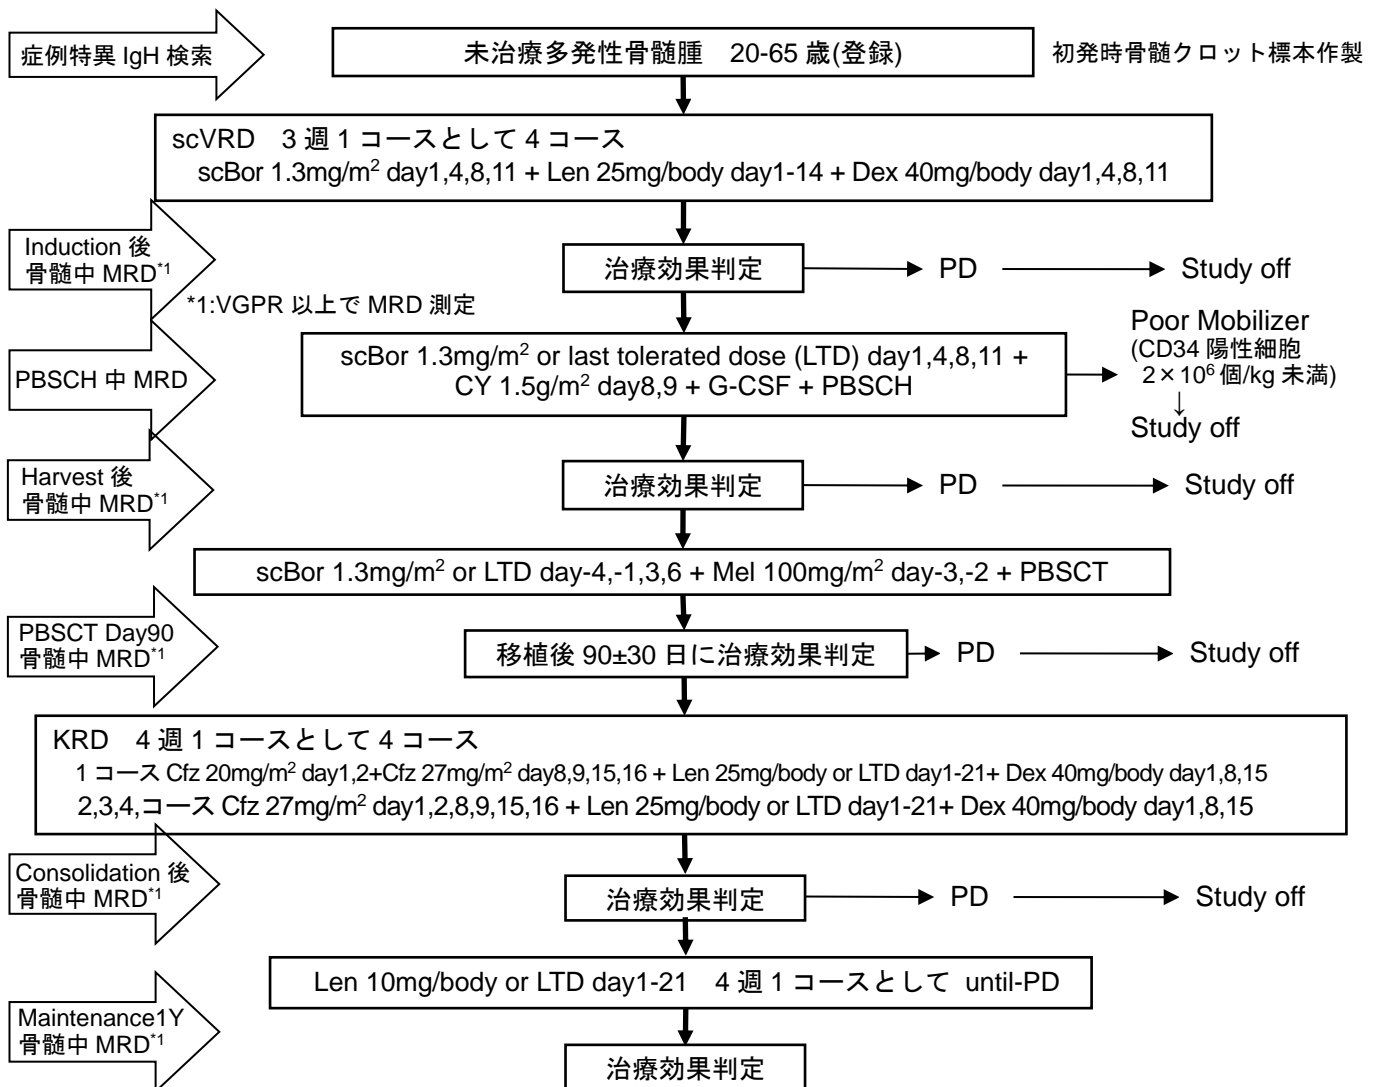 症例特異 IgH 検索
未治療多発性骨髄腫　20-65 歳(登録)
初発時骨髄クロット標本作製
scVRD　3 週 1 コースとして 4 コース
scBor 1.3mg/m² day1,4,8,11 + Len 25mg/body day1-14 + Dex 40mg/body day1,4,8,11
Induction 後
骨髄中 MRD*1
治療効果判定
PD
Study off
*1:VGPR 以上で MRD 測定
PBSCH 中 MRD
scBor 1.3mg/m² or last tolerated dose (LTD) day1,4,8,11 +
CY 1.5g/m² day8,9 + G-CSF + PBSCH
Poor Mobilizer
(CD34 陽性細胞
2×10⁶ 個/kg 未満)
↓
Study off
Harvest 後
骨髄中 MRD*1
治療効果判定
PD
Study off
scBor 1.3mg/m² or LTD day-4,-1,3,6 + Mel 100mg/m² day-3,-2 + PBSCT
PBSCT Day90
骨髄中 MRD*1
移植後 90±30 日に治療効果判定
PD
Study off
KRD　4 週 1 コースとして 4 コース
1 コース Cfz 20mg/m² day1,2+Cfz 27mg/m² day8,9,15,16 + Len 25mg/body or LTD day1-21+ Dex 40mg/body day1,8,15
2,3,4,コース Cfz 27mg/m² day1,2,8,9,15,16 + Len 25mg/body or LTD day1-21+ Dex 40mg/body day1,8,15
Consolidation 後
骨髄中 MRD*1
治療効果判定
PD
Study off
Len 10mg/body or LTD day1-21　4 週 1 コースとして until-PD
Maintenance1Y
骨髄中 MRD*1
治療効果判定